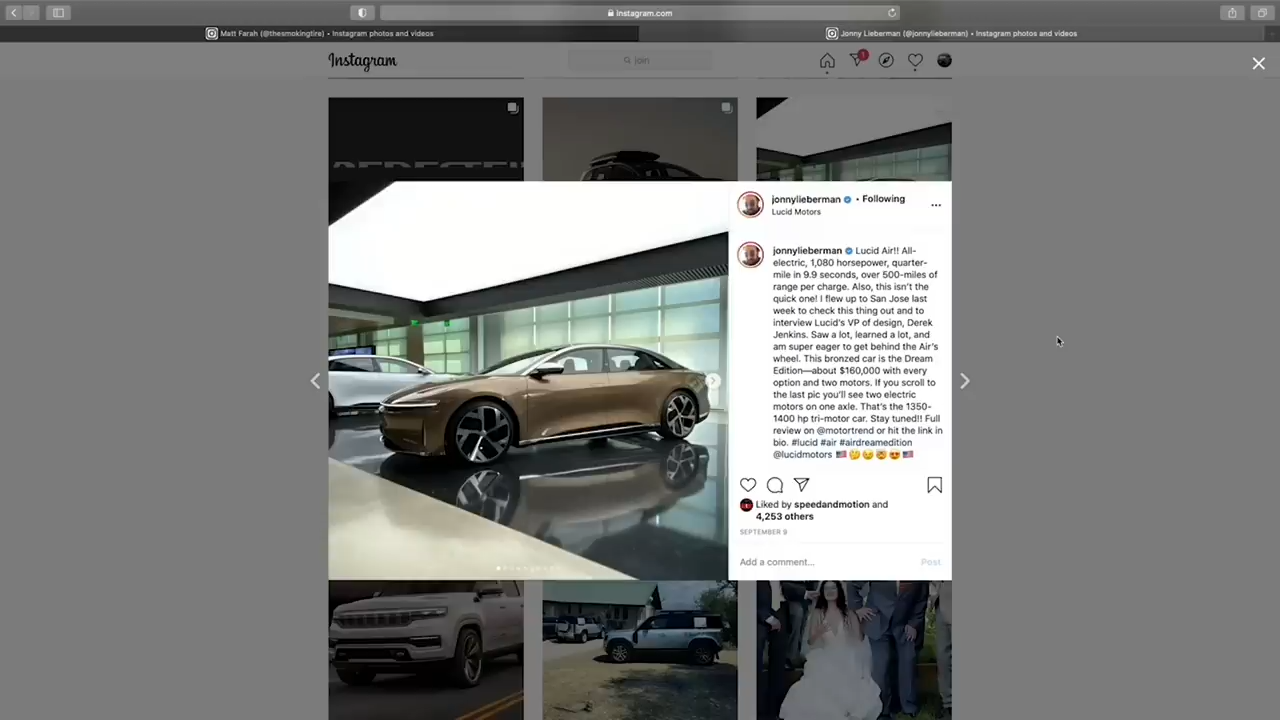 instagram.com
Matt Farah (@thesmokingtire) • Instagram photos and videos
Jonny Lieberman (@jonnylieberman) • Instagram photos and videos
Instagram
join
1
jonnylieberman • Following
Lucid Motors
jonnylieberman Lucid Air!! All-
electric, 1,080 horsepower, quarter-
mile in 9.9 seconds, over 500-miles of
range per charge. Also, this isn't the
quick one! I flew up to San Jose last
week to check this thing out and to
interview Lucid's VP of design, Derek
Jenkins. Saw a lot, learned a lot, and
am super eager to get behind the Air's
wheel. This bronzed car is the Dream
Edition—about $160,000 with every
option and two motors. If you scroll to
the last pic you'll see two electric
motors on one axle. That's the 1350-
1400 hp tri-motor car. Stay tuned!! Full
review on @motortrend or hit the link in
bio. #lucid #air #airdreamedition
@lucidmotors 🇺🇸🤔😉🤯😍🇺🇸
Liked by speedandmotion and
4,253 others
SEPTEMBER 9
Add a comment...
Post